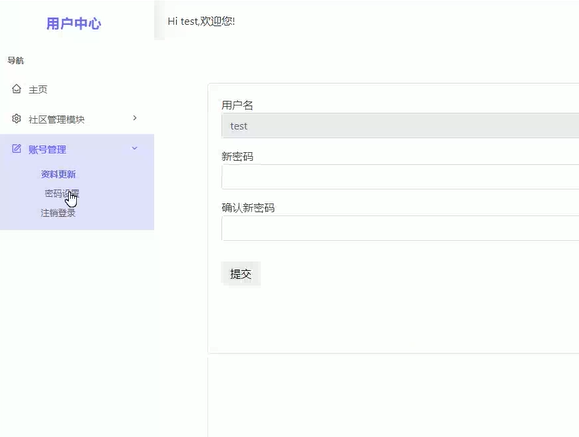 用户中心
Hi test,欢迎您!
导航
主页
社区管理模块
账号管理
资料更新
密码设置
注销登录
用户名
test
新密码
确认新密码
提交